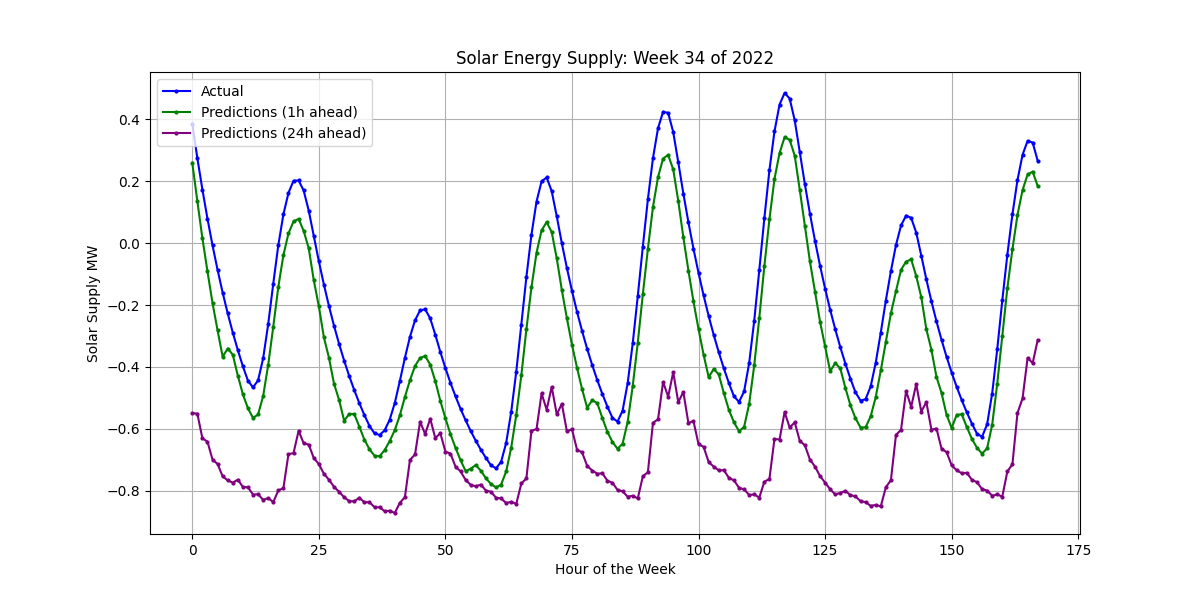 Solar Energy Supply: Week 34 of 2022
Actual
Predictions (1h ahead)
Predictions (24h ahead)
Solar Supply MW
0.4
0.2
0.0
−0.2
−0.4
−0.6
−0.8
0 25 50 75 100 125 150 175
Hour of the Week